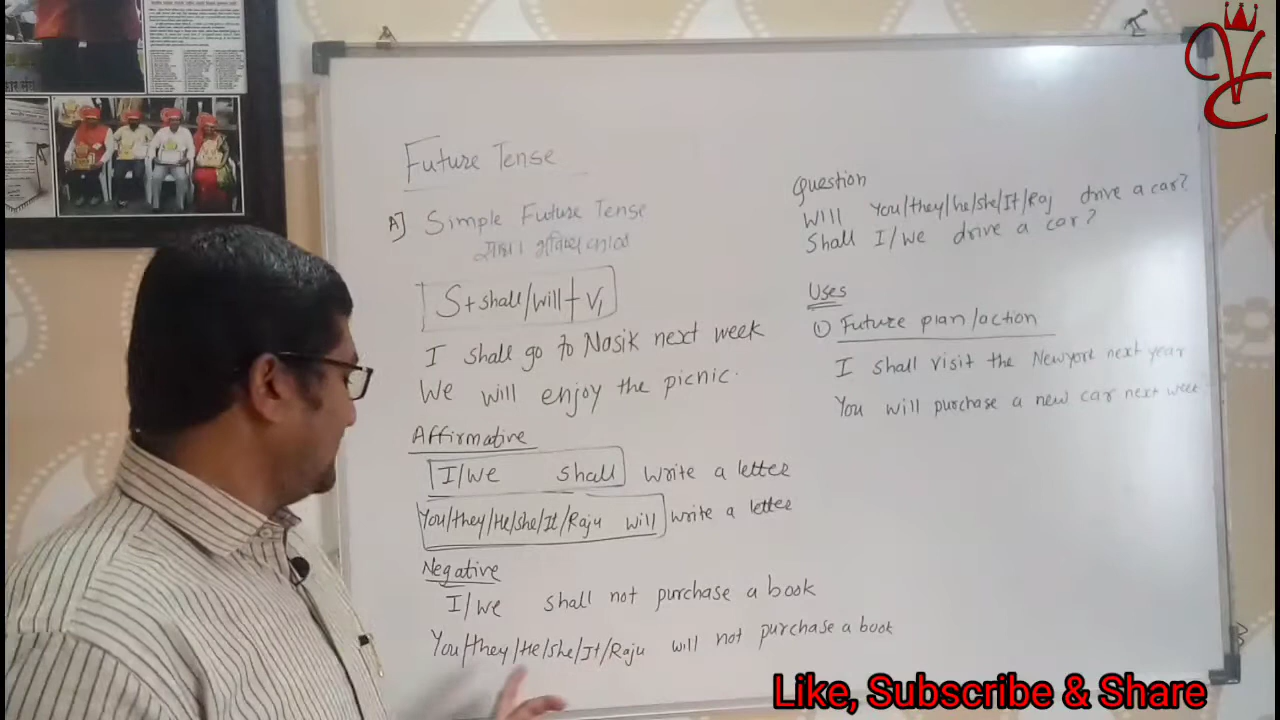 Future Tense
A] Simple Future Tense
साधा भविष्य काळ
S + shall/will + V1
I shall go to Nasik next week
We will enjoy the picnic.
Affirmative
I/We shall write a letter
You/they/He/she/It/Raju will write a letter
Negative
I/we shall not purchase a book
You/they/He/she/It/Raju will not purchase a book
Question
Will You/they/he/she/It/Raj drive a car?
Shall I/we drive a car?
Uses
① Future plan/action
I shall visit the Newyork next year
You will purchase a new car next week
VC
Like, Subscribe & Share